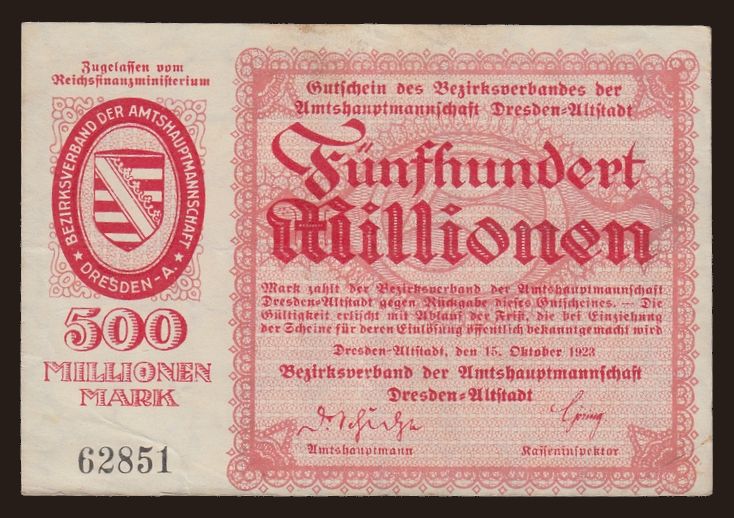 Zugelassen vom
Reichsfinanzministerium
BEZIRKSVERBAND DER AMTSHAUPTMANNSCHAFT
★ DRESDEN-A. ★
500
MILLIONEN
MARK
62851
Gutschein des Bezirksverbandes der
Amtshauptmannschaft Dresden=Altstadt
Fünfhundert
Millionen
Mark zahlt der Bezirksverband der Amtshauptmannschaft
Dresden=Altstadt gegen Rückgabe dieses Gutscheines. — Die
Gültigkeit erlischt mit Ablauf der Frist, die bei Einziehung
der Scheine für deren Einlösung öffentlich bekanntgemacht wird
Dresden=Altstadt, den 15. Oktober 1923
Bezirksverband der Amtshauptmannschaft
Dresden=Altstadt
Amtshauptmann
Kasseninspektor